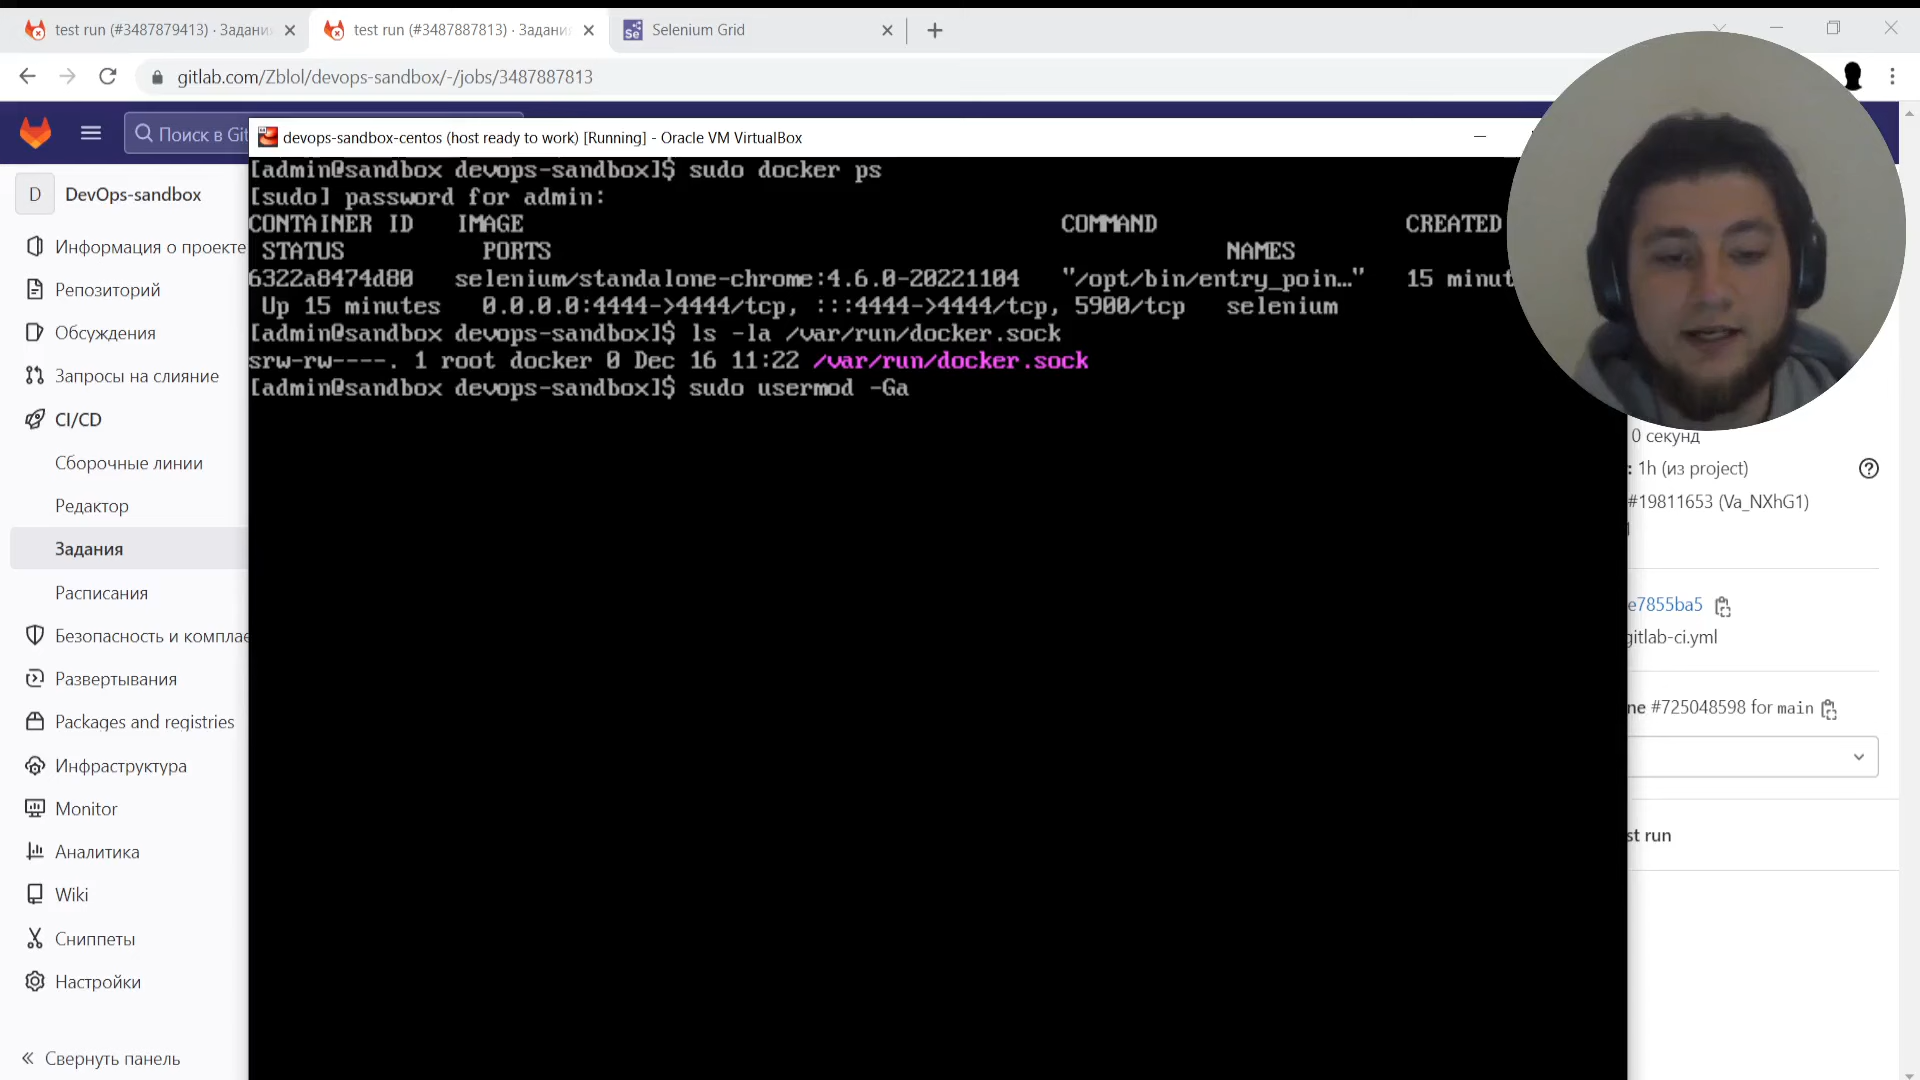 test run (#3487879413) · Задани
test run (#3487887813) · Задани
Selenium Grid
gitlab.com/Zblol/devops-sandbox/-/jobs/3487887813
Поиск в Git
devops-sandbox-centos (host ready to work) [Running] - Oracle VM VirtualBox
[admin@sandbox devops-sandbox]$ sudo docker ps
[sudo] password for admin:
CONTAINER ID IMAGE COMMAND CREATED
STATUS PORTS NAMES
6322a8474d80 selenium/standalone-chrome:4.6.0-20221104 "/opt/bin/entry_poin…" 15 minut
Up 15 minutes 0.0.0.0:4444->4444/tcp, :::4444->4444/tcp, 5900/tcp selenium
[admin@sandbox devops-sandbox]$ ls -la /var/run/docker.sock
srw-rw----. 1 root docker 0 Dec 16 11:22 /var/run/docker.sock
[admin@sandbox devops-sandbox]$ sudo usermod -Ga
D DevOps-sandbox
Информация о проекте
Репозиторий
Обсуждения
Запросы на слияние
CI/CD
Сборочные линии
Редактор
Задания
Расписания
Безопасность и комплае
Развертывания
Packages and registries
Инфраструктура
Monitor
Аналитика
Wiki
Сниппеты
Настройки
Свернуть панель
0 секунд
: 1h (из project)
#19811653 (Va_NXhG1)
e7855ba5
gitlab-ci.yml
ne #725048598 for main
st run